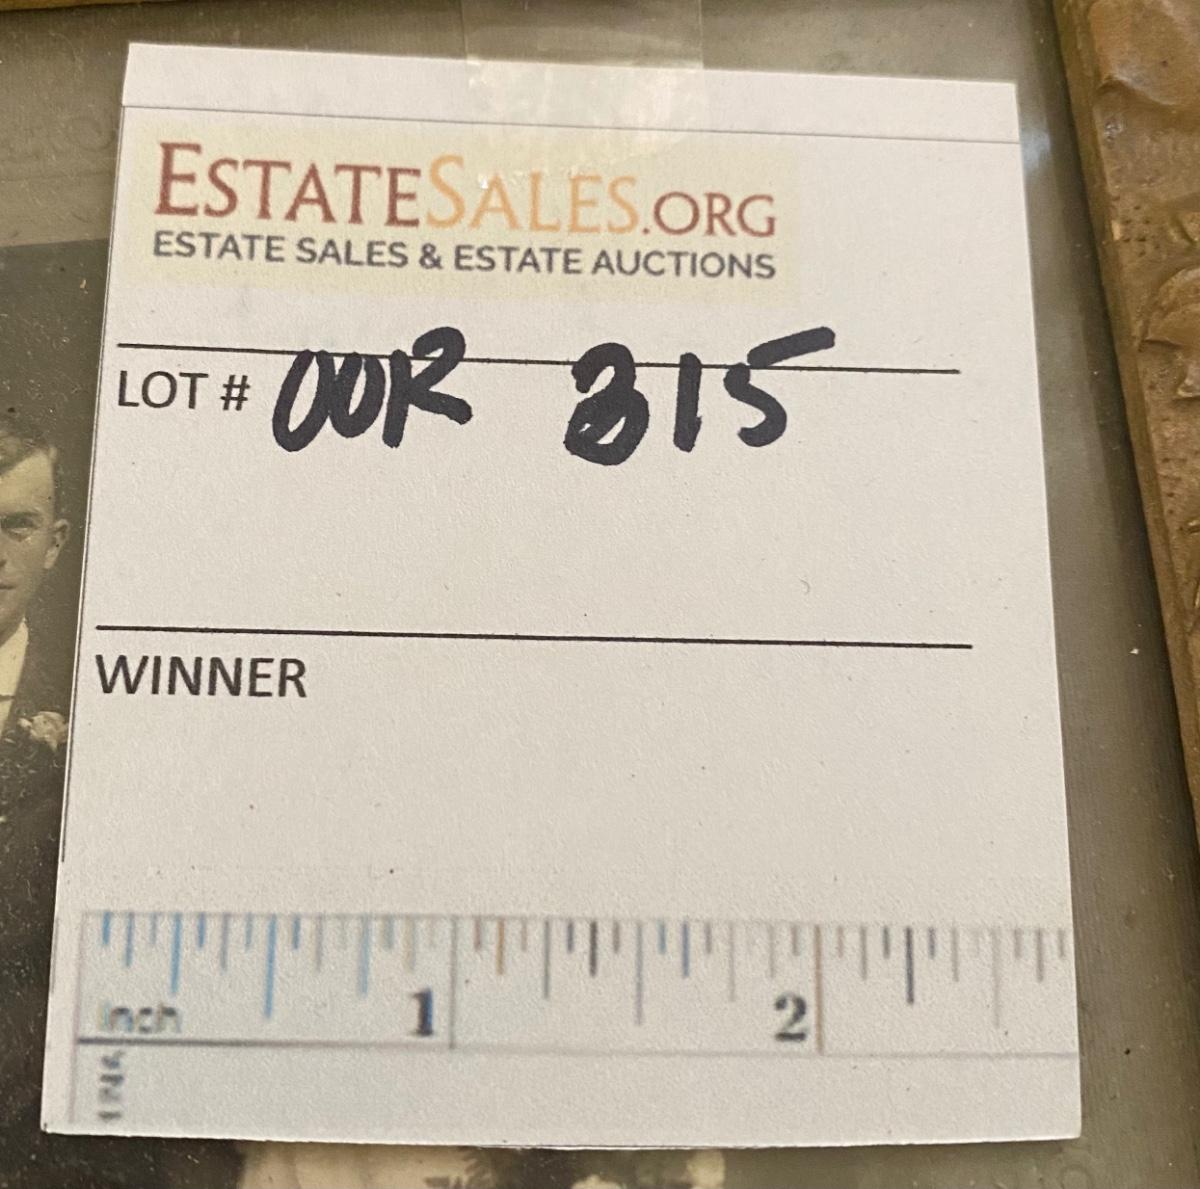 ESTATESALES.ORG
ESTATE SALES & ESTATE AUCTIONS
LOT # OOR 315
WINNER
1 2
inch